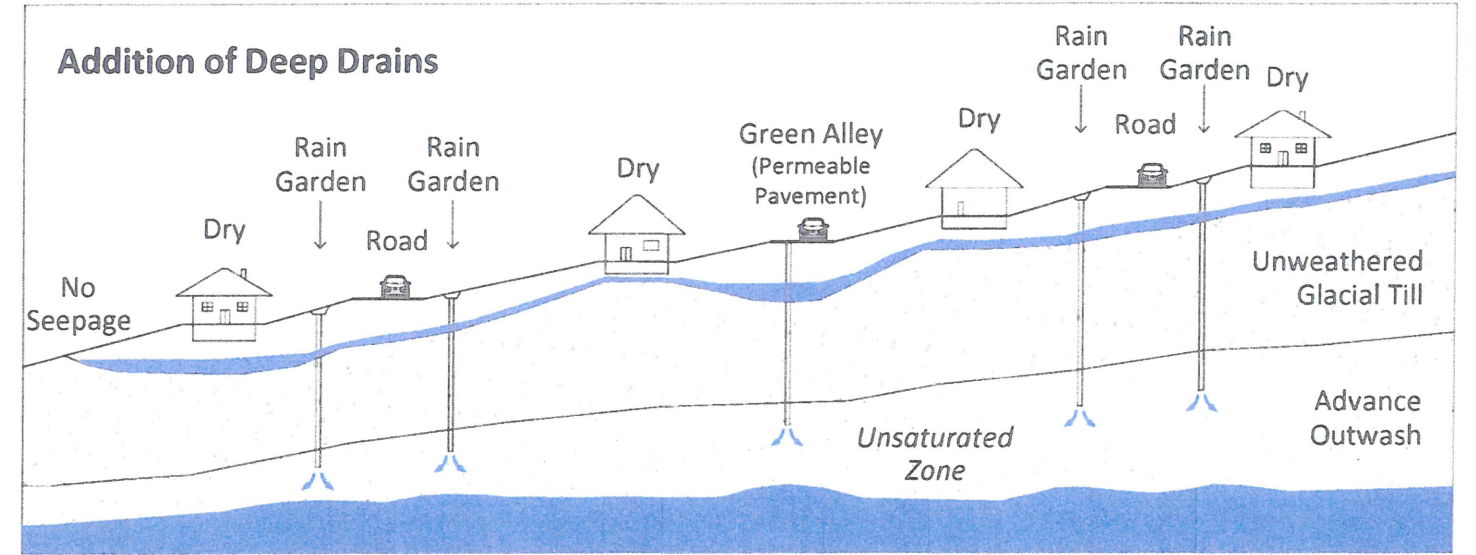 Addition of Deep Drains
No
Seepage
Dry
Rain
Garden
Road
Rain
Garden
Dry
Green Alley
(Permeable
Pavement)
Dry
Rain
Garden
Road
Rain
Garden
Dry
Unweathered
Glacial Till
Advance
Outwash
Unsaturated
Zone